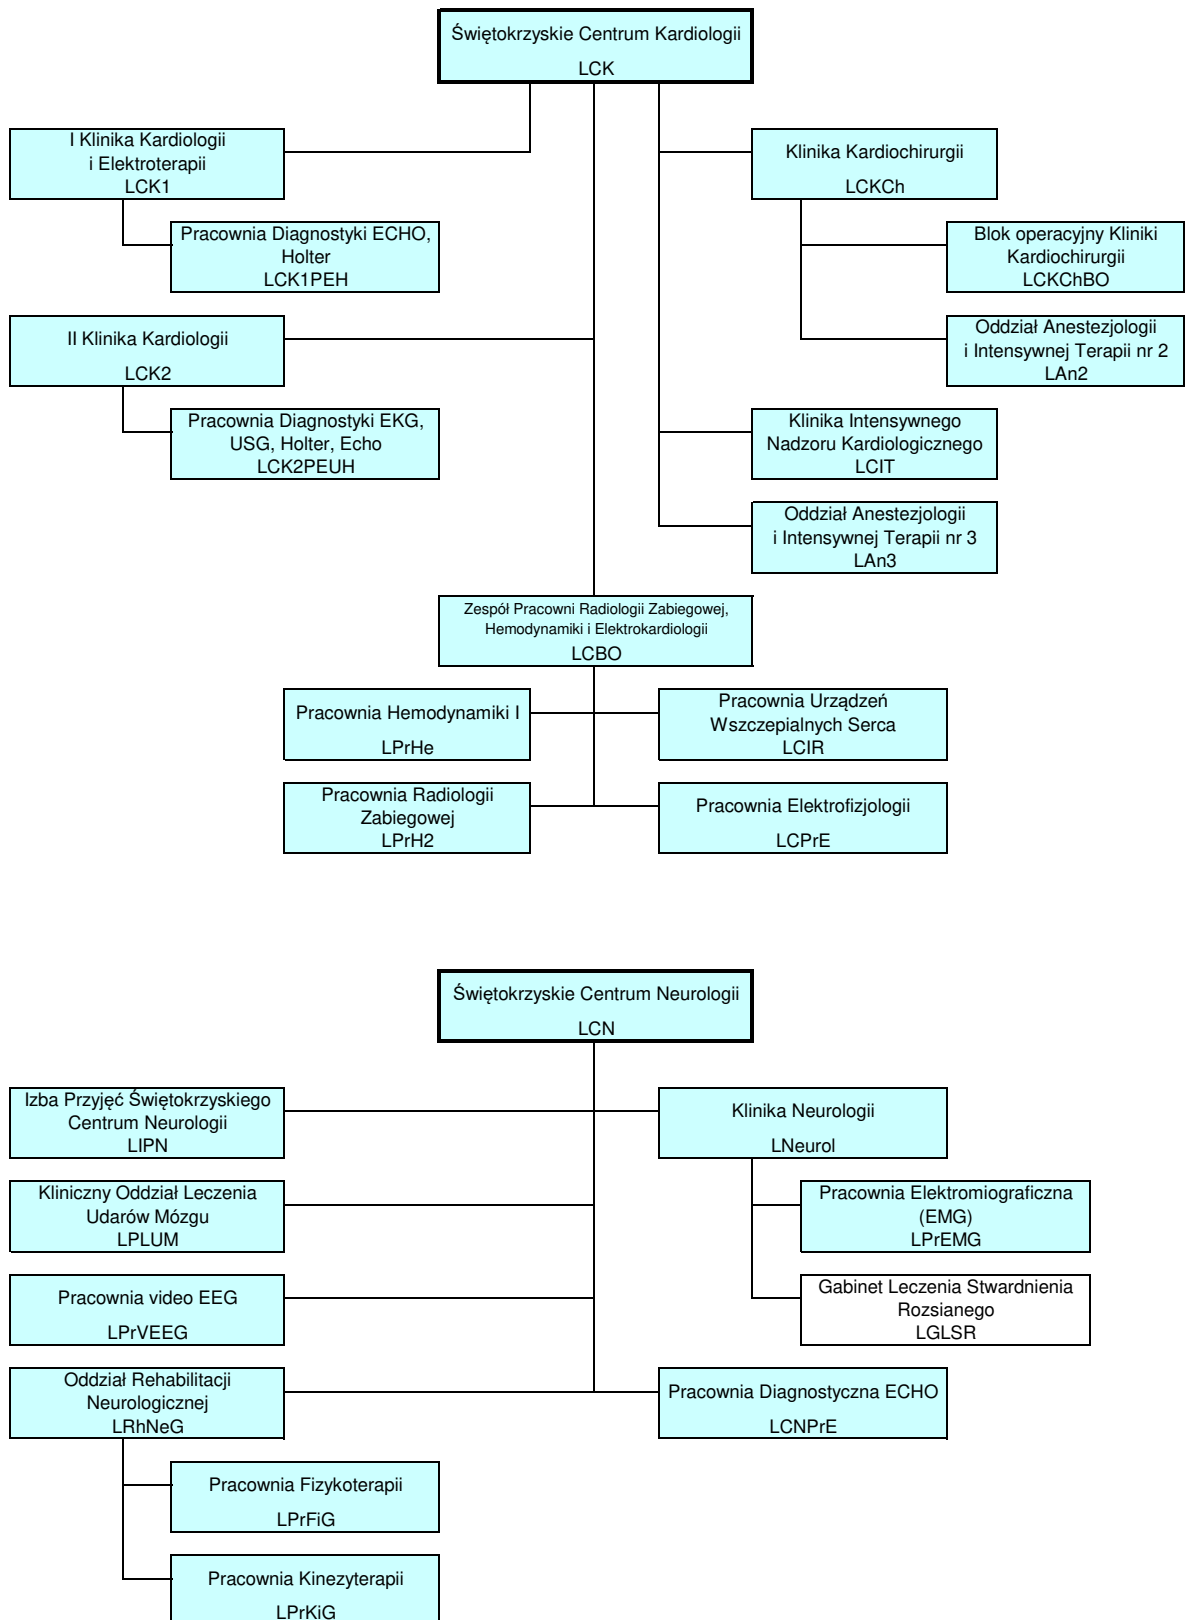 Świętokrzyskie Centrum Kardiologii
LCK
I Klinika Kardiologii
i Elektroterapii
LCK1
Klinika Kardiochirurgii
LCKCh
Pracownia Diagnostyki ECHO,
Holter
LCK1PEH
Blok operacyjny Kliniki
Kardiochirurgii
LCKChBO
II Klinika Kardiologii
LCK2
Oddział Anestezjologii
i Intensywnej Terapii nr 2
LAn2
Pracownia Diagnostyki EKG,
USG, Holter, Echo
LCK2PEUH
Klinika Intensywnego
Nadzoru Kardiologicznego
LCIT
Oddział Anestezjologii
i Intensywnej Terapii nr 3
LAn3
Zespół Pracowni Radiologii Zabiegowej,
Hemodynamiki i Elektrokardiologii
LCBO
Pracownia Hemodynamiki I
LPrHe
Pracownia Urządzeń
Wszczepialnych Serca
LCIR
Pracownia Radiologii
Zabiegowej
LPrH2
Pracownia Elektrofizjologii
LCPrE
Świętokrzyskie Centrum Neurologii
LCN
Izba Przyjęć Świętokrzyskiego
Centrum Neurologii
LIPN
Klinika Neurologii
LNeurol
Kliniczny Oddział Leczenia
Udarów Mózgu
LPLUM
Pracownia Elektromiograficzna
(EMG)
LPrEMG
Pracownia video EEG
LPrVEEG
Gabinet Leczenia Stwardnienia
Rozsianego
LGLSR
Oddział Rehabilitacji
Neurologicznej
LRhNeG
Pracownia Diagnostyczna ECHO
LCNPrE
Pracownia Fizykoterapii
LPrFiG
Pracownia Kinezyterapii
LPrKiG